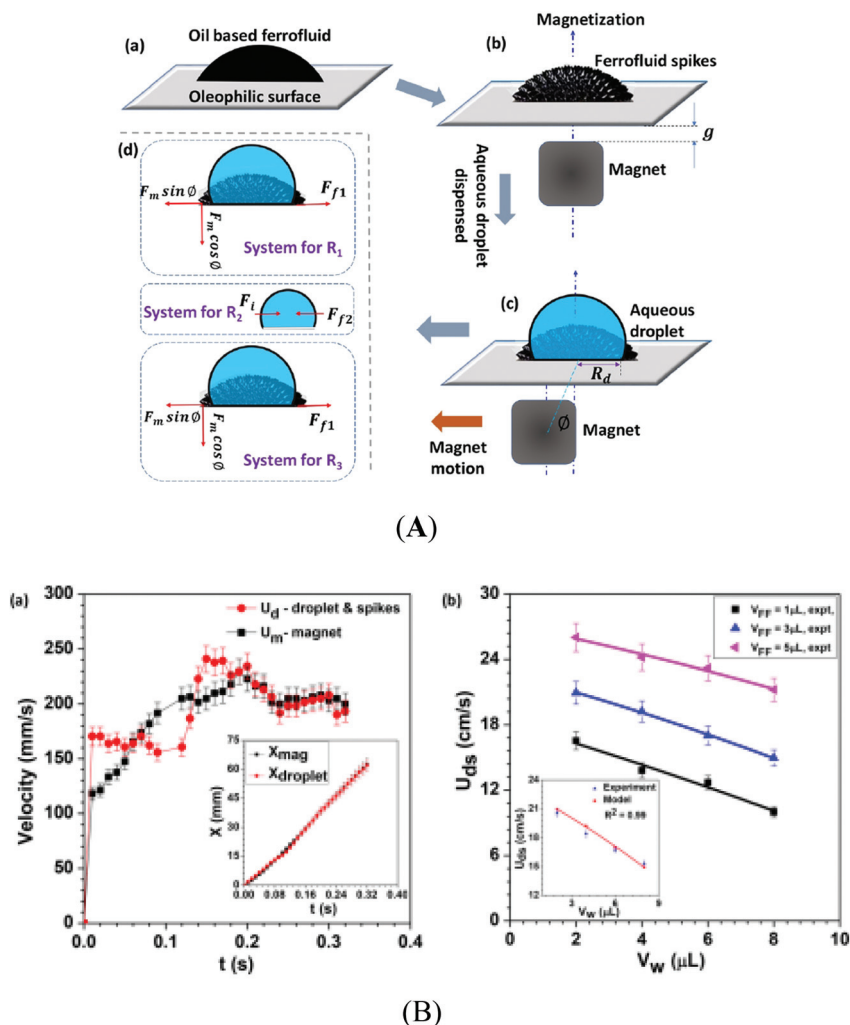 (a)
Oil based ferrofluid
Oleophilic surface
Magnetization
(b)
Ferrofluid spikes
g
Magnet
Aqueous droplet
dispensed
(d)
F_m sin Ø
F_f1
F_m cos Ø
System for R₁
System for R₂
F_i
F_f2
F_m sin Ø
F_f1
F_m cos Ø
System for R₃
(c)
Aqueous
droplet
R_d
Ø
Magnet
Magnet
motion
(A)
(a)
300
250
200
150
100
50
0
Velocity (mm/s)
0.0
0.1
0.2
0.3
0.4
t (s)
U_d - droplet & spikes
U_m- magnet
75
60
45
30
15
0
X (mm)
X_mag
X_droplet
0.00
0.08
0.16
0.24
0.32
0.40
t (s)
(b)
30
24
18
12
6
0
U_ds (cm/s)
0
2
4
6
8
10
V_W (μL)
V_FF = 1μL, expt,
V_FF = 3μL, expt
V_FF = 5μL, expt
24
21
18
15
12
U_ds (cm/s)
Experiment
Model
R² = 0.99
3
6
9
V_W (μL)
(B)